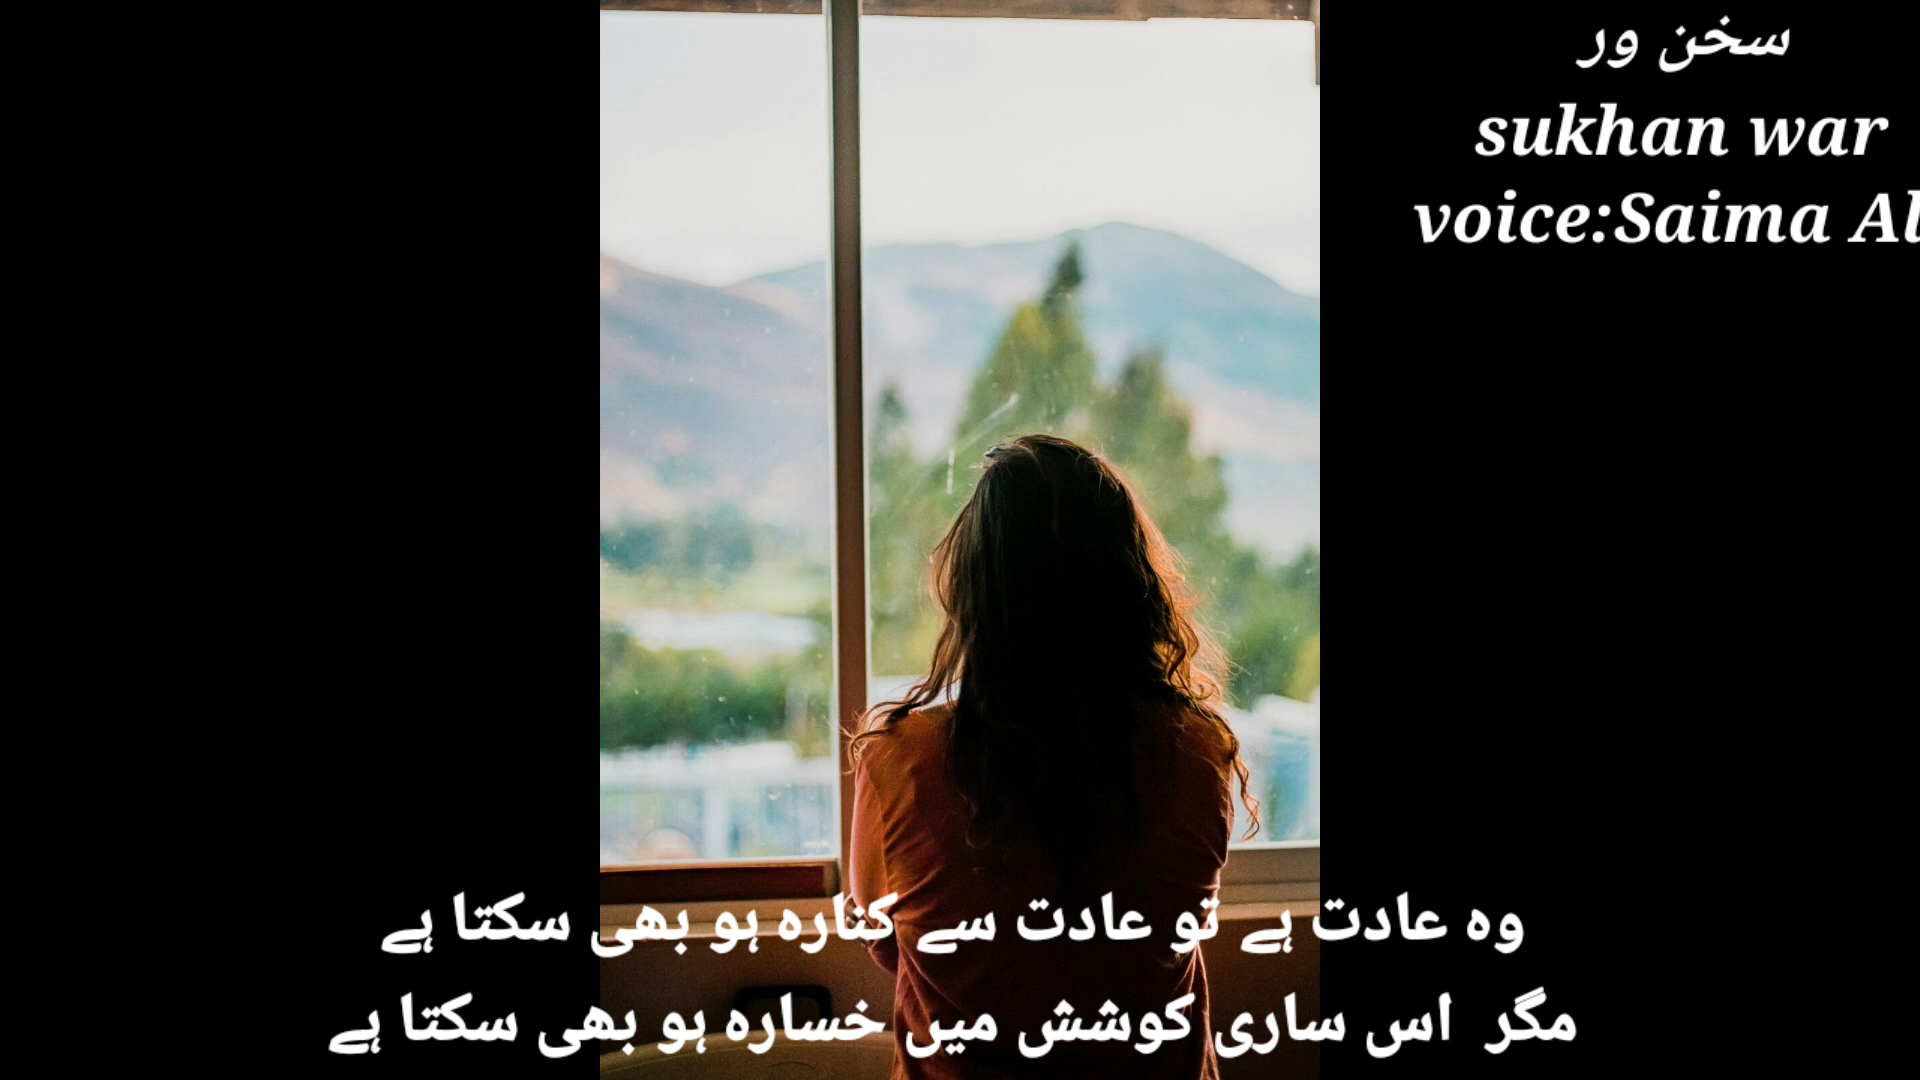 سخن ور
sukhan war
voice:Saima
وہ عادت ہے تو عادت سے کنارہ ہو بھی سکتا ہے
مگر اس ساری کوشش میں خسارہ ہو بھی سکتا ہے